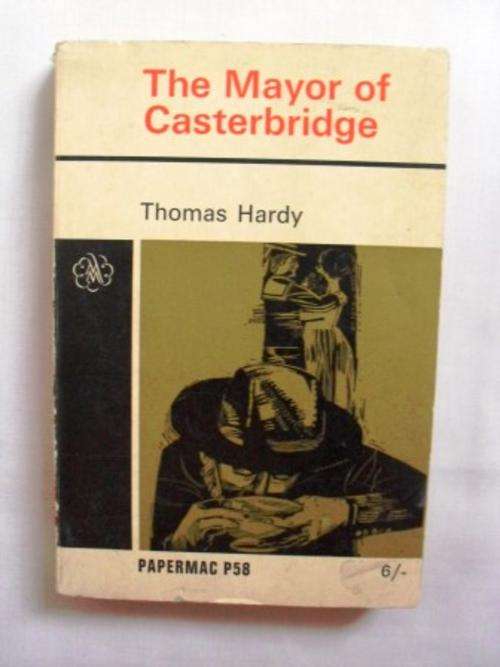 The Mayor of
Casterbridge
Thomas Hardy
PAPERMAC P58
6/-